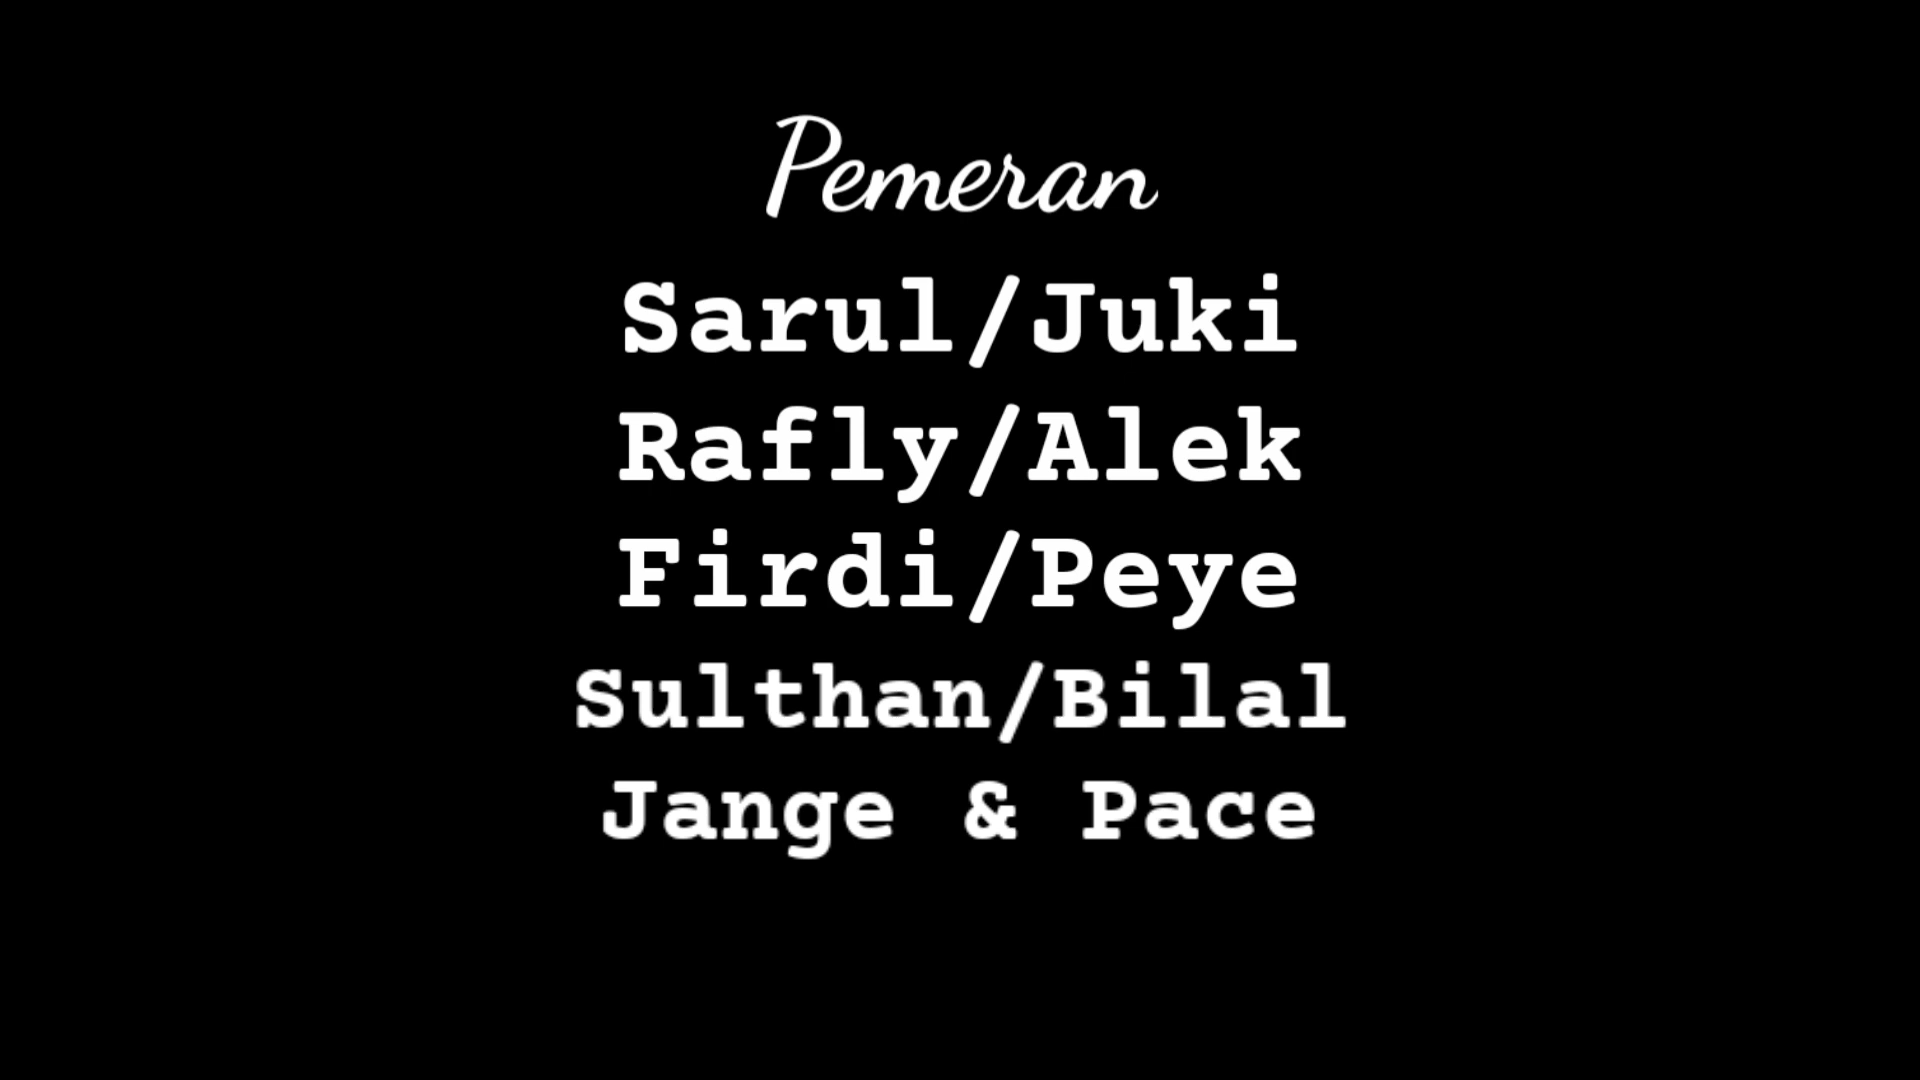 Pemeran
Sarul/Juki
Rafly/Alek
Firdi/Peye
Sulthan/Bilal
Jange & Pace